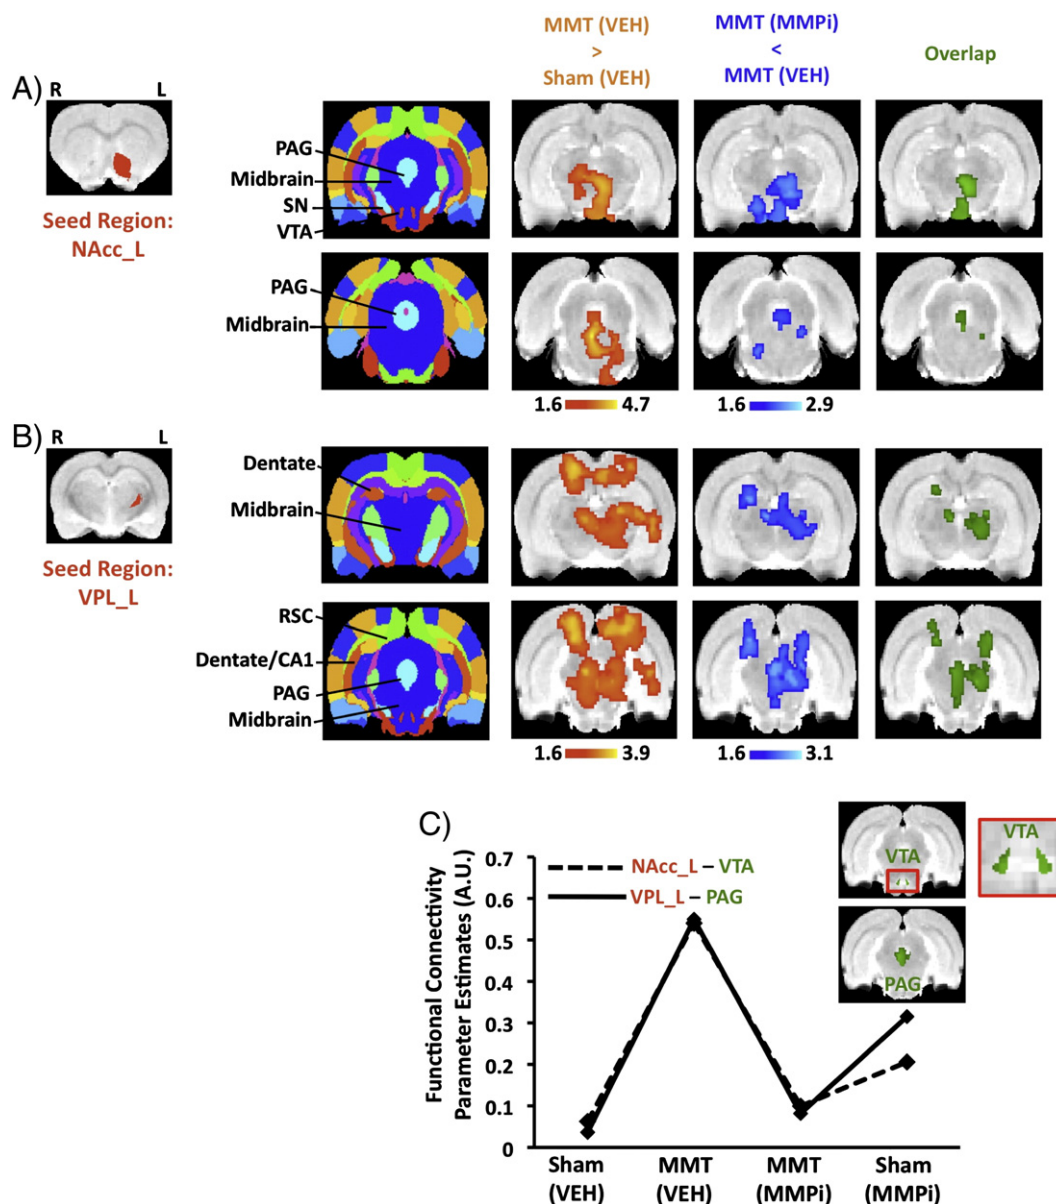 MMT (VEH)
>
Sham (VEH)
MMT (MMPi)
<
MMT (VEH)
Overlap
A)
R L
Seed Region:
NAcc_L
PAG
Midbrain
SN
VTA
PAG
Midbrain
1.6 4.7
1.6 2.9
B)
R L
Seed Region:
VPL_L
Dentate
Midbrain
RSC
Dentate/CA1
PAG
Midbrain
1.6 3.9
1.6 3.1
C)
Functional Connectivity
Parameter Estimates (A.U.)
0.7
0.6
0.5
0.4
0.3
0.2
0.1
0
NAcc_L – VTA
VPL_L – PAG
VTA
VTA
PAG
Sham
(VEH)
MMT
(VEH)
MMT
(MMPi)
Sham
(MMPi)